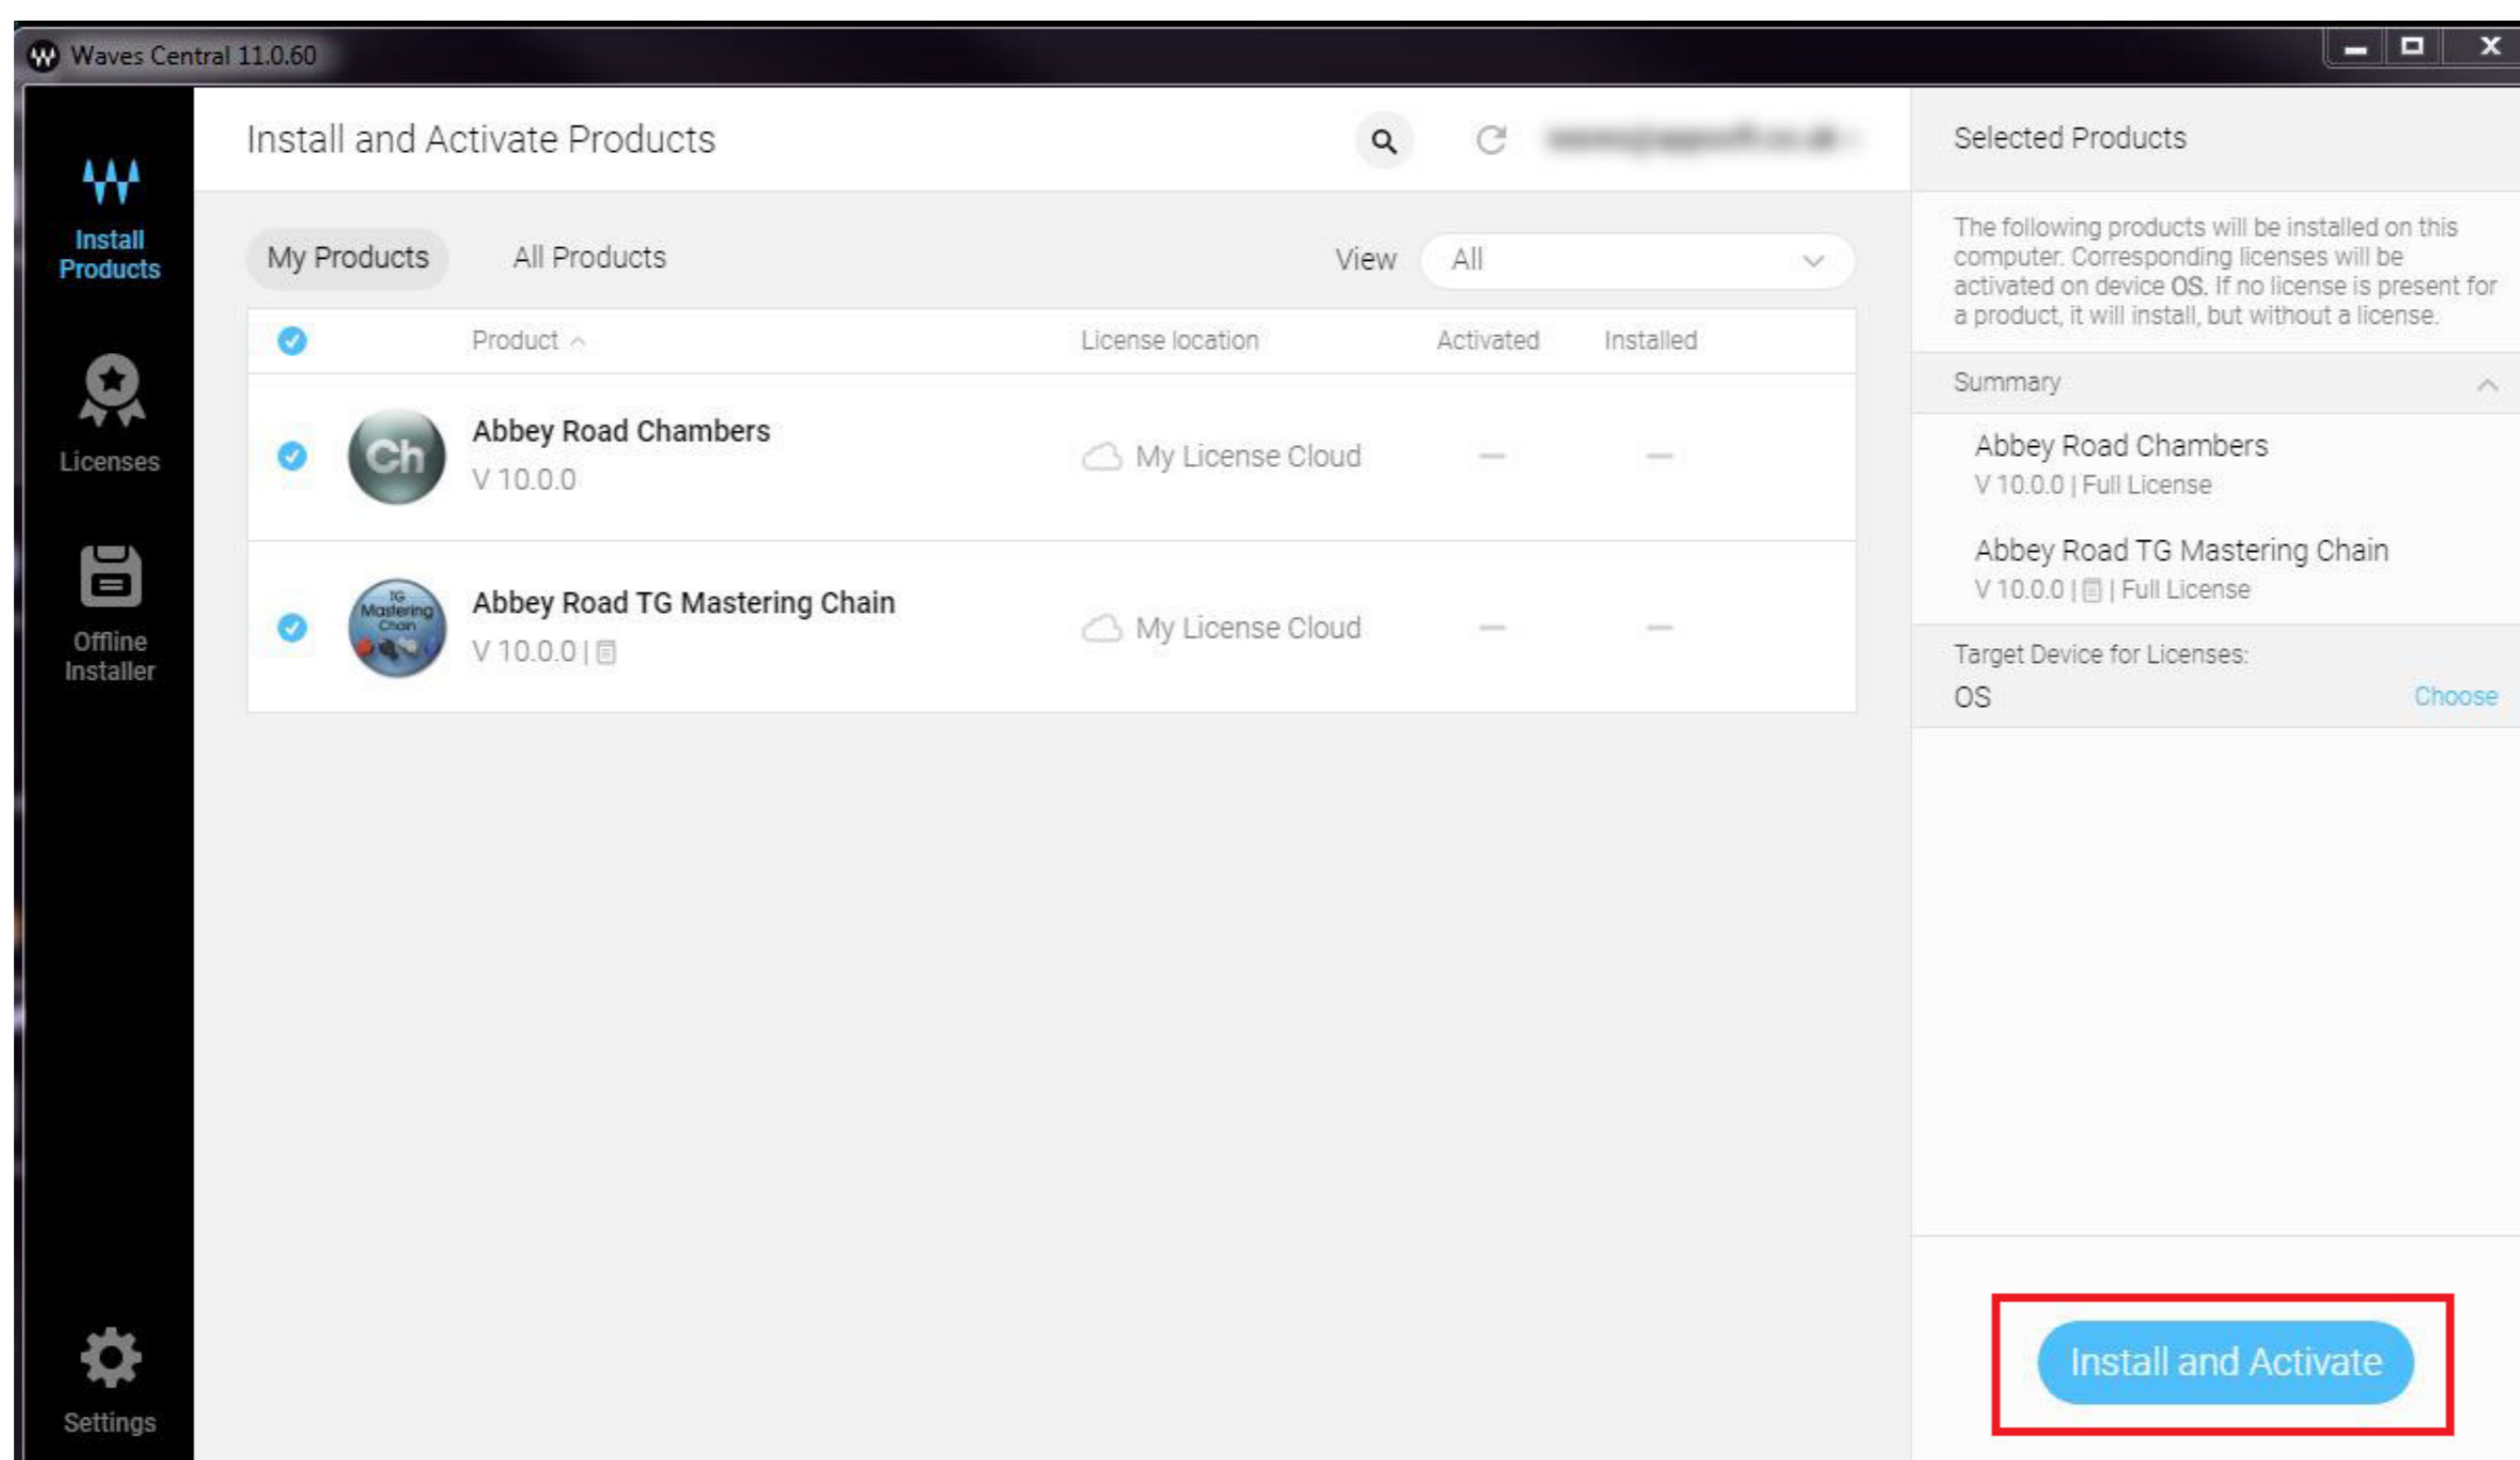 Waves Central 11.0.60
Install
Products
Licenses
Offline
Installer
Settings
Install and Activate Products
My Products
All Products
View
All
Product
License location
Activated
Installed
Ch
Abbey Road Chambers
V 10.0.0
My License Cloud
TG
Mastering
Chain
Abbey Road TG Mastering Chain
V 10.0.0 |
My License Cloud
Selected Products
The following products will be installed on this
computer. Corresponding licenses will be
activated on device OS. If no license is present for
a product, it will install, but without a license.
Summary
Abbey Road Chambers
V 10.0.0 | Full License
Abbey Road TG Mastering Chain
V 10.0.0 | | Full License
Target Device for Licenses:
OS
Choose
Install and Activate